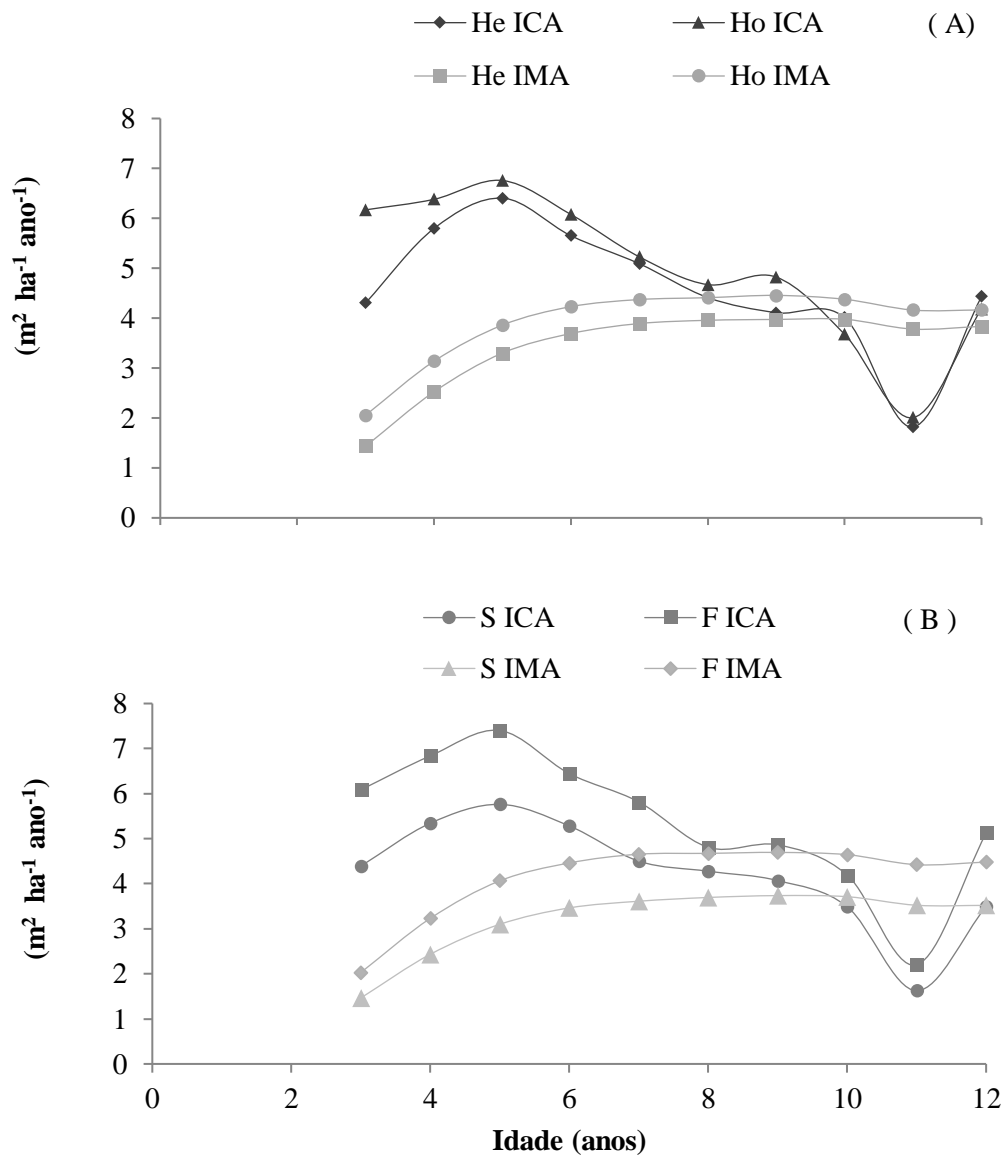 He ICA Ho ICA ( A)
He IMA Ho IMA
8
7
6
5
4
3
2
1
0
(m² ha⁻¹ ano⁻¹)
S ICA F ICA ( B )
S IMA F IMA
8
7
6
5
4
3
2
1
0
(m² ha⁻¹ ano⁻¹)
0 2 4 6 8 10 12
Idade (anos)